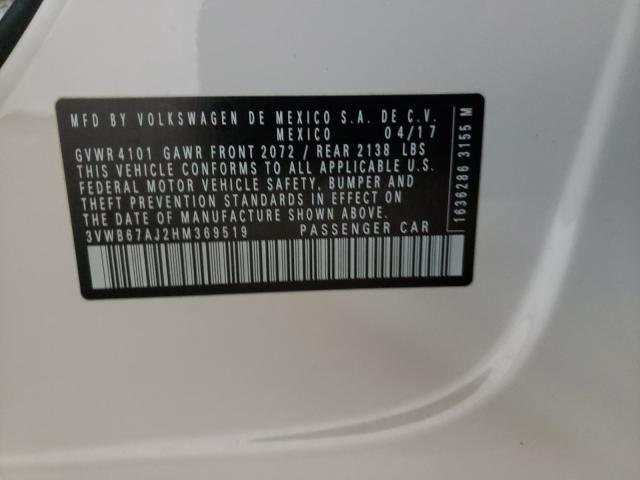 MFD BY VOLKSWAGEN DE MEXICO S.A. DE C.V.
MEXICO 04/17
GVWR 4101 GAWR FRONT 2072 / REAR 2138 LBS
THIS VEHICLE CONFORMS TO ALL APPLICABLE U.S.
FEDERAL MOTOR VEHICLE SAFETY, BUMPER AND
THEFT PREVENTION STANDARDS IN EFFECT ON
THE DATE OF MANUFACTURE SHOWN ABOVE.
3VWB67AJ2HM369519 PASSENGER CAR
1636286 3155 M